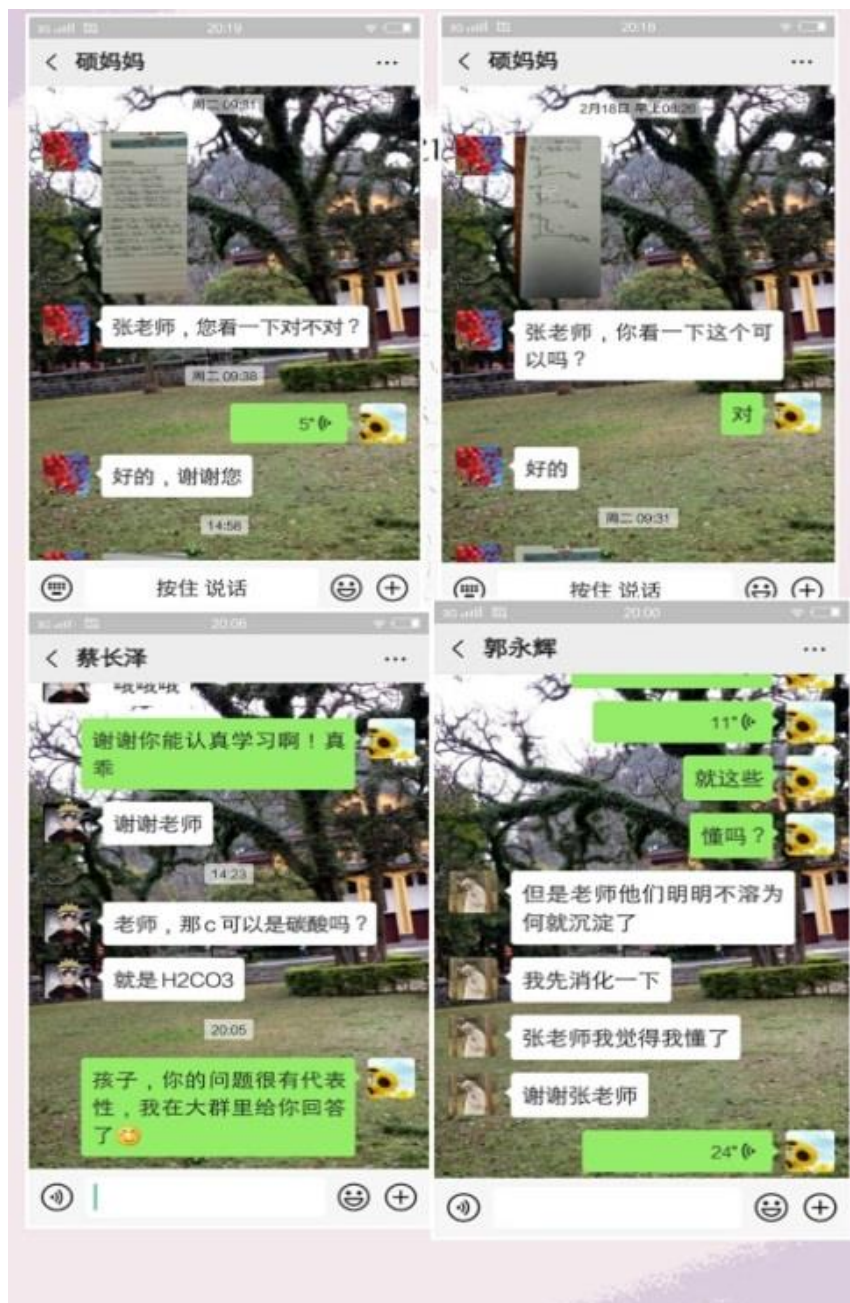 20:19
硕妈妈
周二 09:31
张老师，您看一下对不对？
周二 09:38
5"
好的，谢谢您
14:56
按住 说话
20:18
硕妈妈
2月18日 早上08:26
张老师，你看一下这个可
以吗？
对
好的
周二 09:31
按住 说话
20:06
蔡长泽
哦哦哦
谢谢你能认真学习啊！真
乖
谢谢老师
14:23
老师，那c可以是碳酸吗？
就是H2CO3
20:05
孩子，你的问题很有代表
性，我在大群里给你回答
了
20:00
郭永辉
11"
就这些
懂吗？
但是老师他们明明不溶为
何就沉淀了
我先消化一下
张老师我觉得我懂了
谢谢张老师
24"